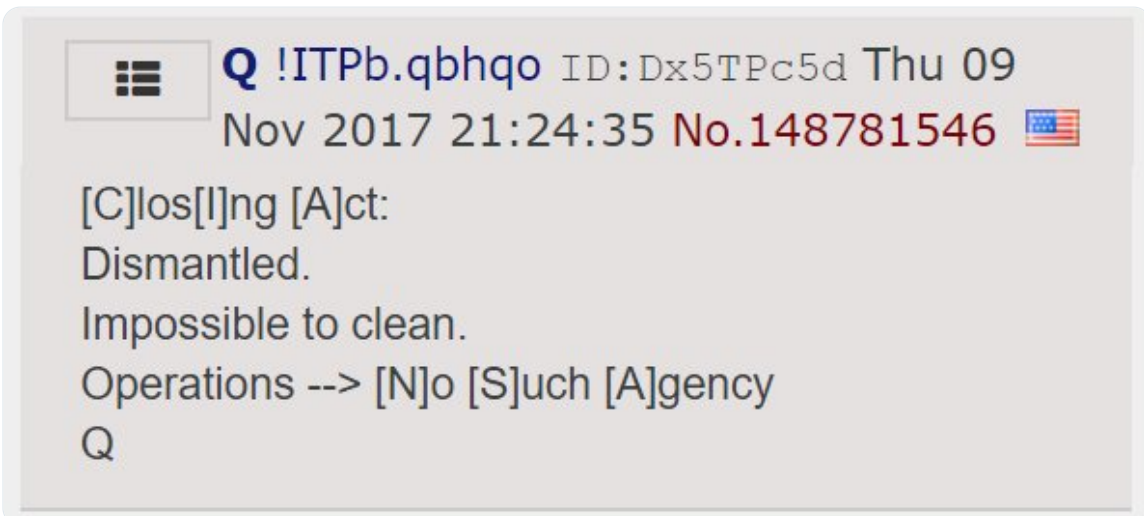 Q !ITPb.qbhqo ID:Dx5TPc5d Thu 09
Nov 2017 21:24:35 No.148781546
[C]los[I]ng [A]ct:
Dismantled.
Impossible to clean.
Operations --> [N]o [S]uch [A]gency
Q